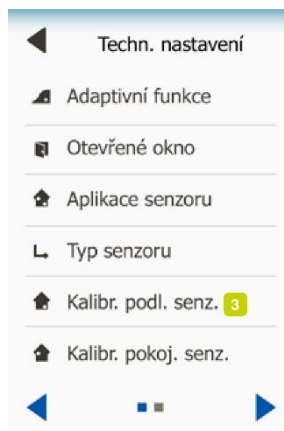 Techn. nastavení
Adaptivní funkce
Otevřené okno
Aplikace senzoru
Typ senzoru
Kalibr. podl. senz. 3
Kalibr. pokoj. senz.